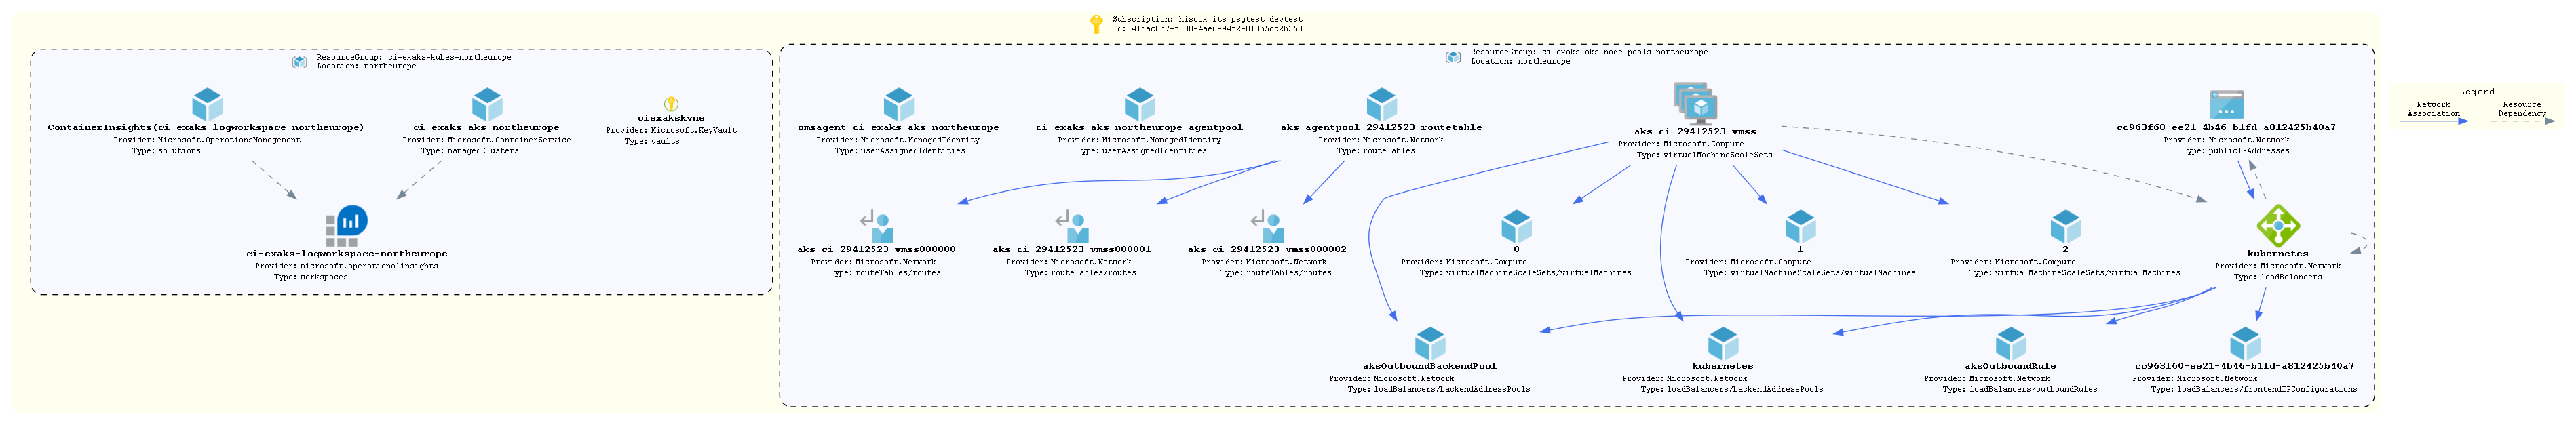 Subscription: hiscox its psgtest devtest
Id: 41dac0b7-f808-4ae6-94f2-010b5cc2b358
ResourceGroup: ci-exaks-kubes-northeurope
Location: northeurope
ContainerInsights(ci-exaks-logworkspace-northeurope)
Provider: Microsoft.OperationsManagement
Type: solutions
ci-exaks-aks-northeurope
Provider: Microsoft.ContainerService
Type: managedClusters
ciexakskvne
Provider: Microsoft.KeyVault
Type: vaults
ci-exaks-logworkspace-northeurope
Provider: microsoft.operationalinsights
Type: workspaces
ResourceGroup: ci-exaks-aks-node-pools-northeurope
Location: northeurope
omsagent-ci-exaks-aks-northeurope
Provider: Microsoft.ManagedIdentity
Type: userAssignedIdentities
ci-exaks-aks-northeurope-agentpool
Provider: Microsoft.ManagedIdentity
Type: userAssignedIdentities
aks-agentpool-29412523-routetable
Provider: Microsoft.Network
Type: routeTables
aks-ci-29412523-vmss
Provider: Microsoft.Compute
Type: virtualMachineScaleSets
cc963f60-ee21-4b46-b1fd-a812425b40a7
Provider: Microsoft.Network
Type: publicIPAddresses
aks-ci-29412523-vmss000000
Provider: Microsoft.Network
Type: routeTables/routes
aks-ci-29412523-vmss000001
Provider: Microsoft.Network
Type: routeTables/routes
aks-ci-29412523-vmss000002
Provider: Microsoft.Network
Type: routeTables/routes
0
Provider: Microsoft.Compute
Type: virtualMachineScaleSets/virtualMachines
1
Provider: Microsoft.Compute
Type: virtualMachineScaleSets/virtualMachines
2
Provider: Microsoft.Compute
Type: virtualMachineScaleSets/virtualMachines
kubernetes
Provider: Microsoft.Network
Type: loadBalancers
aksOutboundBackendPool
Provider: Microsoft.Network
Type: loadBalancers/backendAddressPools
kubernetes
Provider: Microsoft.Network
Type: loadBalancers/backendAddressPools
aksOutboundRule
Provider: Microsoft.Network
Type: loadBalancers/outboundRules
cc963f60-ee21-4b46-b1fd-a812425b40a7
Provider: Microsoft.Network
Type: loadBalancers/frontendIPConfigurations
Legend
Network
Association
Resource
Dependency